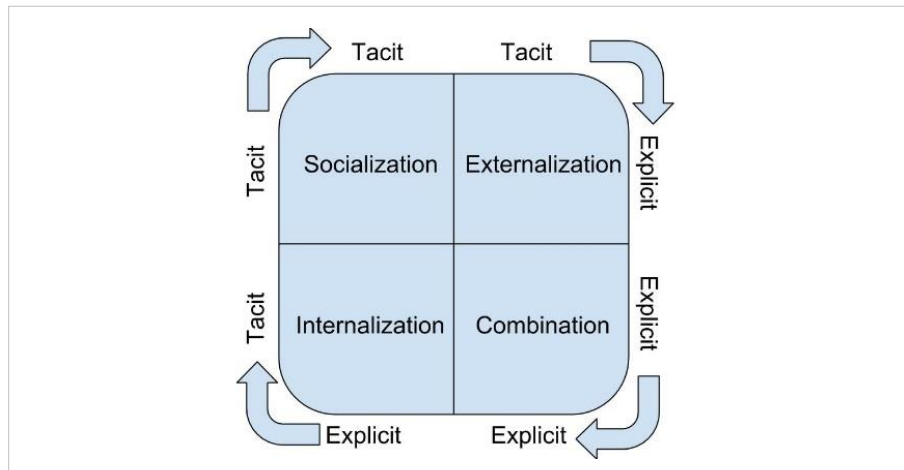 Tacit Tacit
Tacit Explicit
Socialization Externalization
Tacit Explicit
Internalization Combination
Explicit Explicit